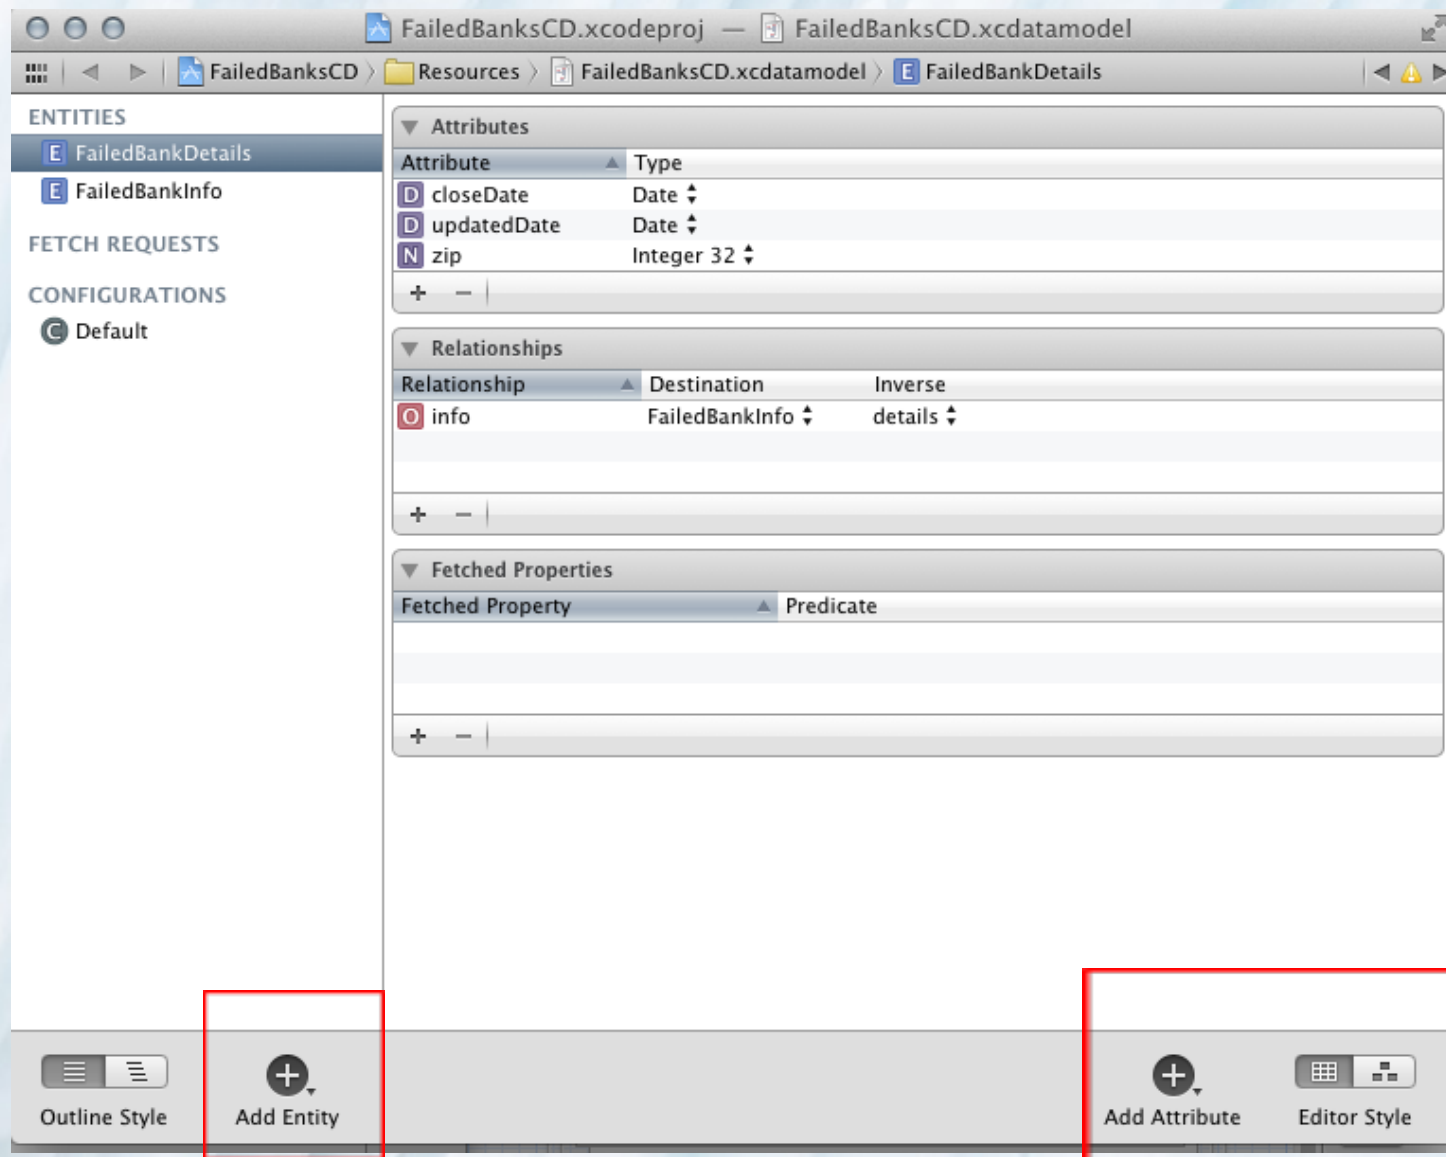 FailedBanksCD.xcodeproj — FailedBanksCD.xcdatamodel
FailedBanksCD Resources FailedBanksCD.xcdatamodel E FailedBankDetails
ENTITIES
E FailedBankDetails
E FailedBankInfo
FETCH REQUESTS
CONFIGURATIONS
C Default
Attributes
Attribute Type
D closeDate Date
D updatedDate Date
N zip Integer 32
Relationships
Relationship Destination Inverse
O info FailedBankInfo details
Fetched Properties
Fetched Property Predicate
Outline Style Add Entity Add Attribute Editor Style